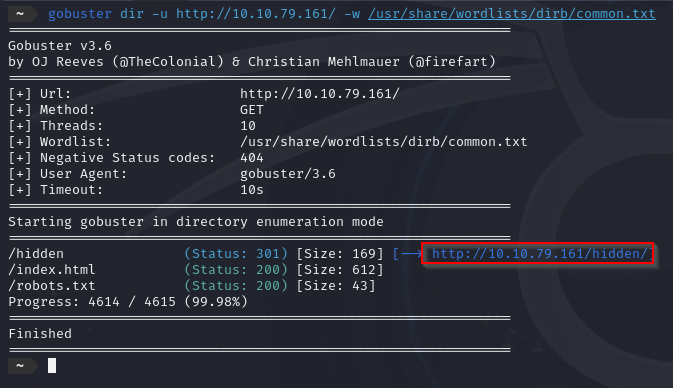 ~ gobuster dir -u http://10.10.79.161/ -w /usr/share/wordlists/dirb/common.txt
===============================================================
Gobuster v3.6
by OJ Reeves (@TheColonial) & Christian Mehlmauer (@firefart)
===============================================================
[+] Url:                     http://10.10.79.161/
[+] Method:                  GET
[+] Threads:                 10
[+] Wordlist:                /usr/share/wordlists/dirb/common.txt
[+] Negative Status codes:   404
[+] User Agent:              gobuster/3.6
[+] Timeout:                 10s
===============================================================
Starting gobuster in directory enumeration mode
===============================================================
/hidden               (Status: 301) [Size: 169] [--> http://10.10.79.161/hidden/]
/index.html           (Status: 200) [Size: 612]
/robots.txt           (Status: 200) [Size: 43]
Progress: 4614 / 4615 (99.98%)
===============================================================
Finished
===============================================================
~